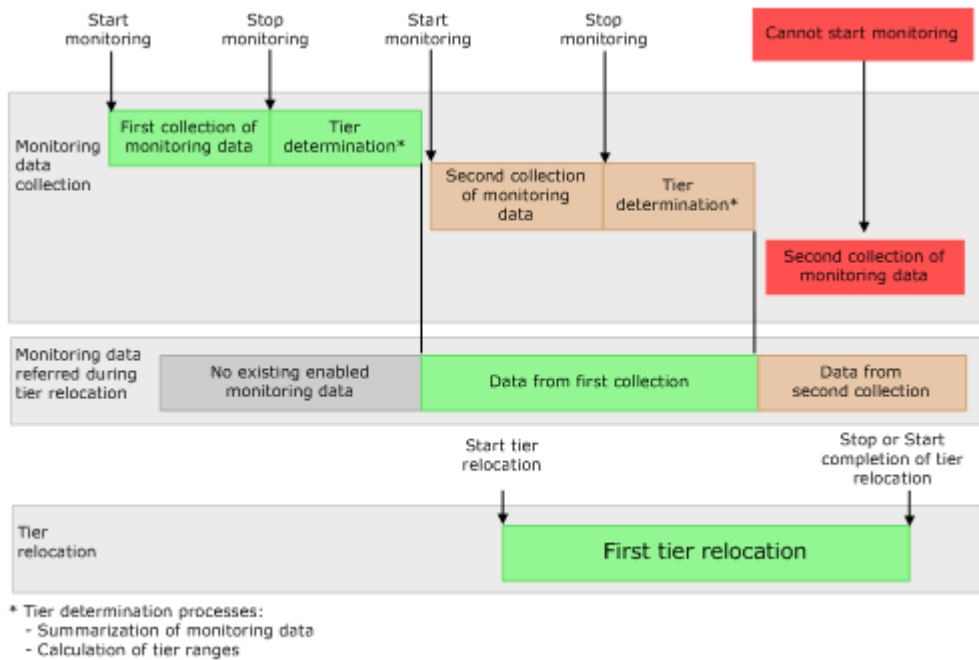 Start
monitoring
Stop
monitoring
Start
monitoring
Stop
monitoring
Cannot start monitoring
Monitoring
data
collection
First collection of
monitoring data
Tier
determination*
Second collection
of monitoring
data
Tier
determination*
Second collection of
monitoring data
Monitoring data
referred during
tier relocation
No existing enabled
monitoring data
Data from first collection
Data from
second collection
Start tier
relocation
Stop or Start
completion of tier
relocation
Tier
relocation
First tier relocation
* Tier determination processes:
- Summarization of monitoring data
- Calculation of tier ranges